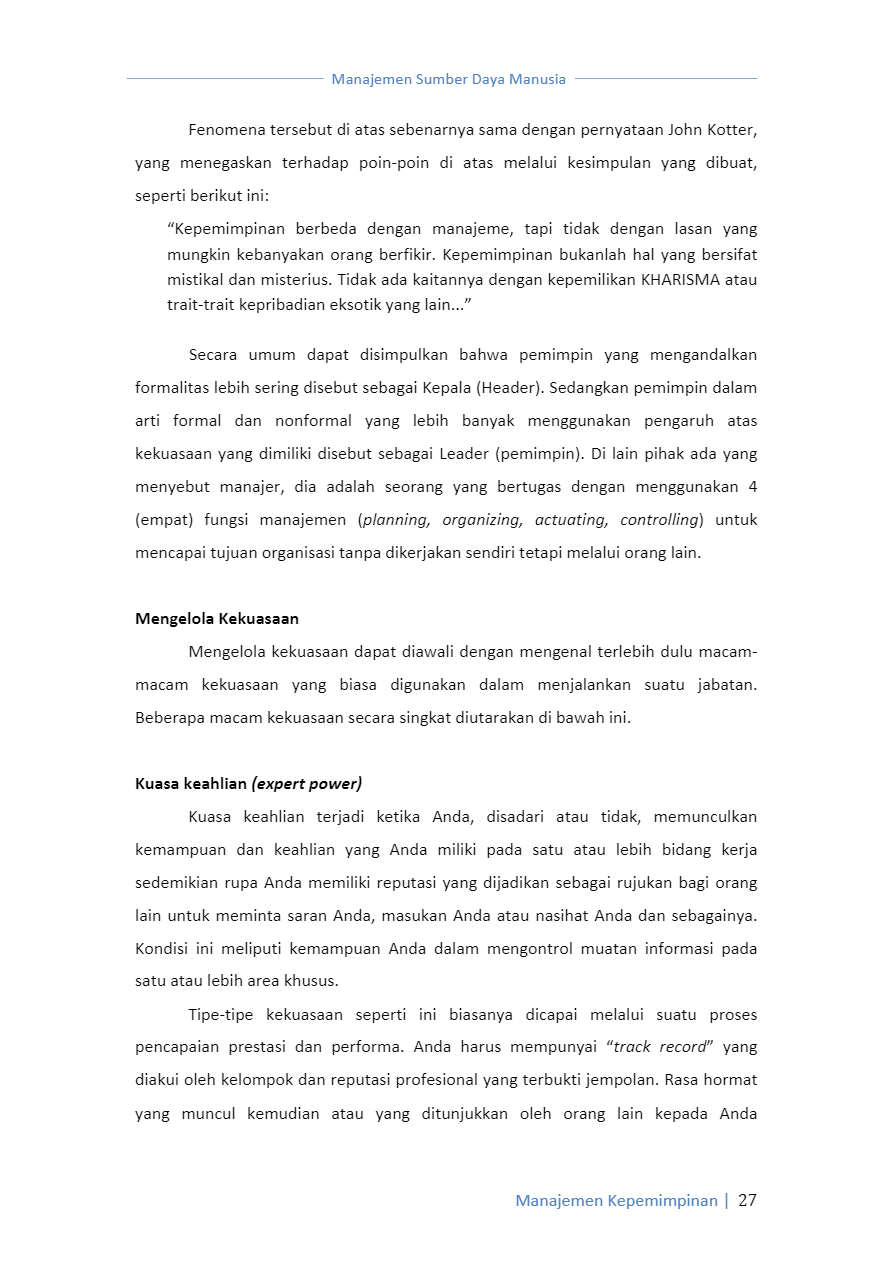 Manajemen Sumber Daya Manusia
Fenomena tersebut di atas sebenarnya sama dengan pernyataan John Kotter,
yang menegaskan terhadap poin-poin di atas melalui kesimpulan yang dibuat,
seperti berikut ini:
“Kepemimpinan berbeda dengan manajeme, tapi tidak dengan lasan yang
mungkin kebanyakan orang berfikir. Kepemimpinan bukanlah hal yang bersifat
mistikal dan misterius. Tidak ada kaitannya dengan kepemilikan KHARISMA atau
trait-trait kepribadian eksotik yang lain...”
Secara umum dapat disimpulkan bahwa pemimpin yang mengandalkan
formalitas lebih sering disebut sebagai Kepala (Header). Sedangkan pemimpin dalam
arti formal dan nonformal yang lebih banyak menggunakan pengaruh atas
kekuasaan yang dimiliki disebut sebagai Leader (pemimpin). Di lain pihak ada yang
menyebut manajer, dia adalah seorang yang bertugas dengan menggunakan 4
(empat) fungsi manajemen (planning, organizing, actuating, controlling) untuk
mencapai tujuan organisasi tanpa dikerjakan sendiri tetapi melalui orang lain.
Mengelola Kekuasaan
Mengelola kekuasaan dapat diawali dengan mengenal terlebih dulu macam-
macam kekuasaan yang biasa digunakan dalam menjalankan suatu jabatan.
Beberapa macam kekuasaan secara singkat diutarakan di bawah ini.
Kuasa keahlian (expert power)
Kuasa keahlian terjadi ketika Anda, disadari atau tidak, memunculkan
kemampuan dan keahlian yang Anda miliki pada satu atau lebih bidang kerja
sedemikian rupa Anda memiliki reputasi yang dijadikan sebagai rujukan bagi orang
lain untuk meminta saran Anda, masukan Anda atau nasihat Anda dan sebagainya.
Kondisi ini meliputi kemampuan Anda dalam mengontrol muatan informasi pada
satu atau lebih area khusus.
Tipe-tipe kekuasaan seperti ini biasanya dicapai melalui suatu proses
pencapaian prestasi dan performa. Anda harus mempunyai “track record” yang
diakui oleh kelompok dan reputasi profesional yang terbukti jempolan. Rasa hormat
yang muncul kemudian atau yang ditunjukkan oleh orang lain kepada Anda
Manajemen Kepemimpinan | 27